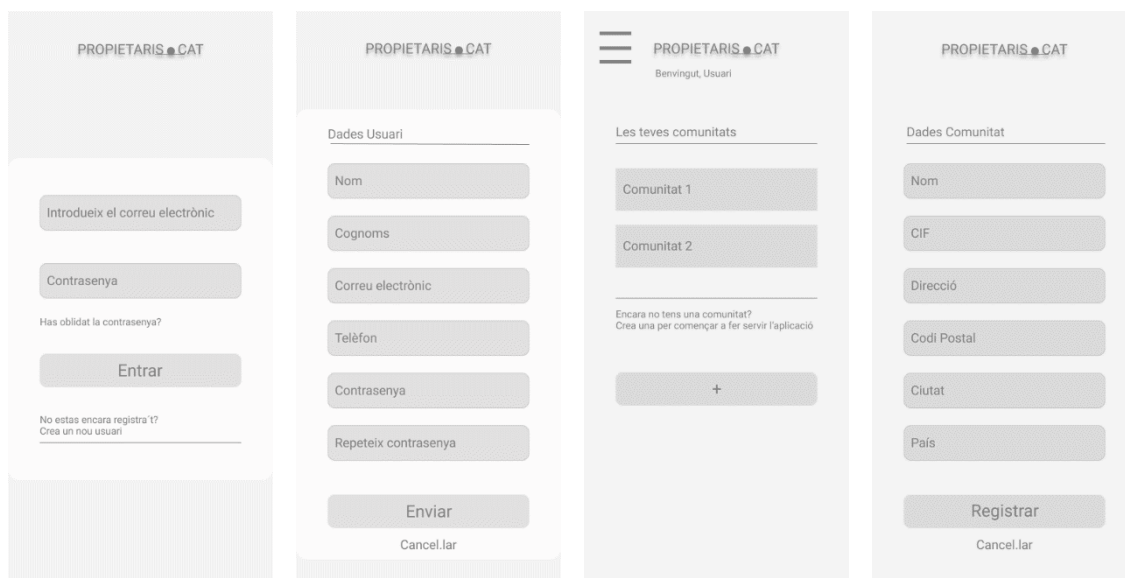 PROPIETARIS.CAT
Introdueix el correu electrònic
Contrasenya
Has oblidat la contrasenya?
Entrar
No estas encara registra´t?
Crea un nou usuari
PROPIETARIS.CAT
Dades Usuari
Nom
Cognoms
Correu electrònic
Telèfon
Contrasenya
Repeteix contrasenya
Enviar
Cancel.lar
PROPIETARIS.CAT
Benvingut, Usuari
Les teves comunitats
Comunitat 1
Comunitat 2
Encara no tens una comunitat?
Crea una per començar a fer servir l'aplicació
+
PROPIETARIS.CAT
Dades Comunitat
Nom
CIF
Direcció
Codi Postal
Ciutat
País
Registrar
Cancel.lar